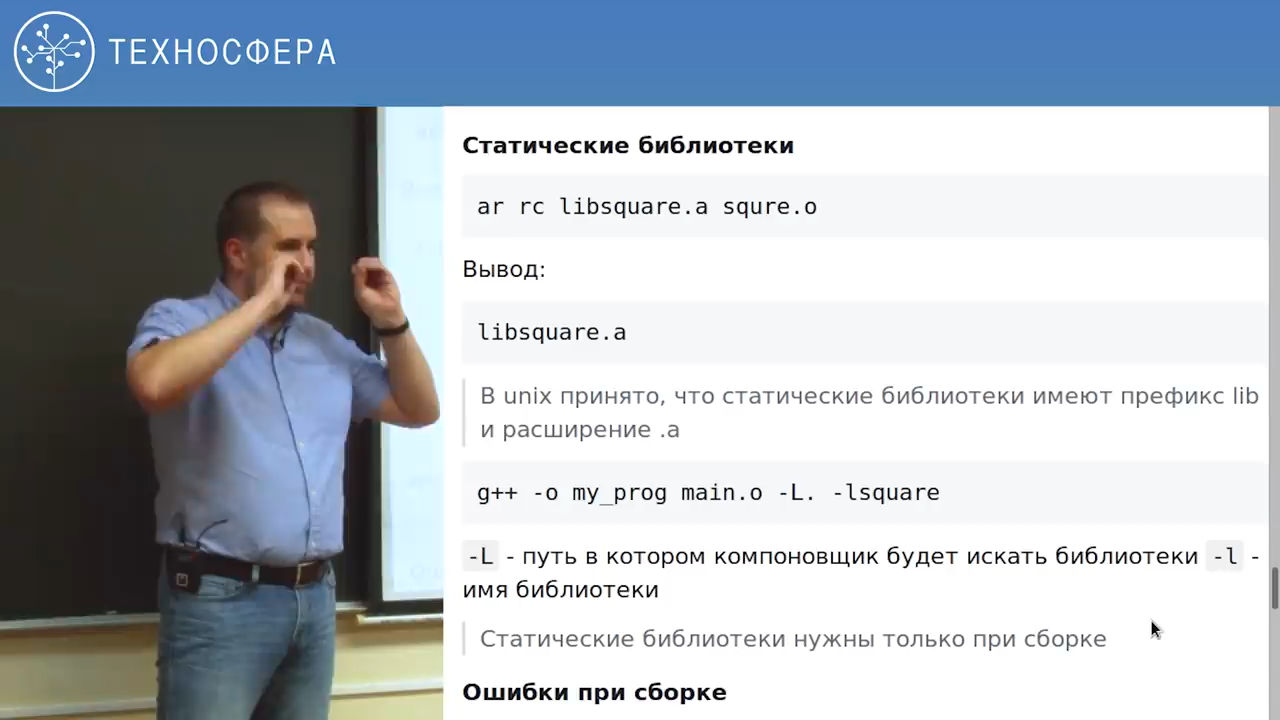 ТЕХНОСФЕРА
Статические библиотеки
ar rc libsquare.a squre.o
Вывод:
libsquare.a
В unix принято, что статические библиотеки имеют префикс lib
и расширение .a
g++ -o my_prog main.o -L. -lsquare
-L - путь в котором компоновщик будет искать библиотеки -l -
имя библиотеки
Статические библиотеки нужны только при сборке
Ошибки при сборке